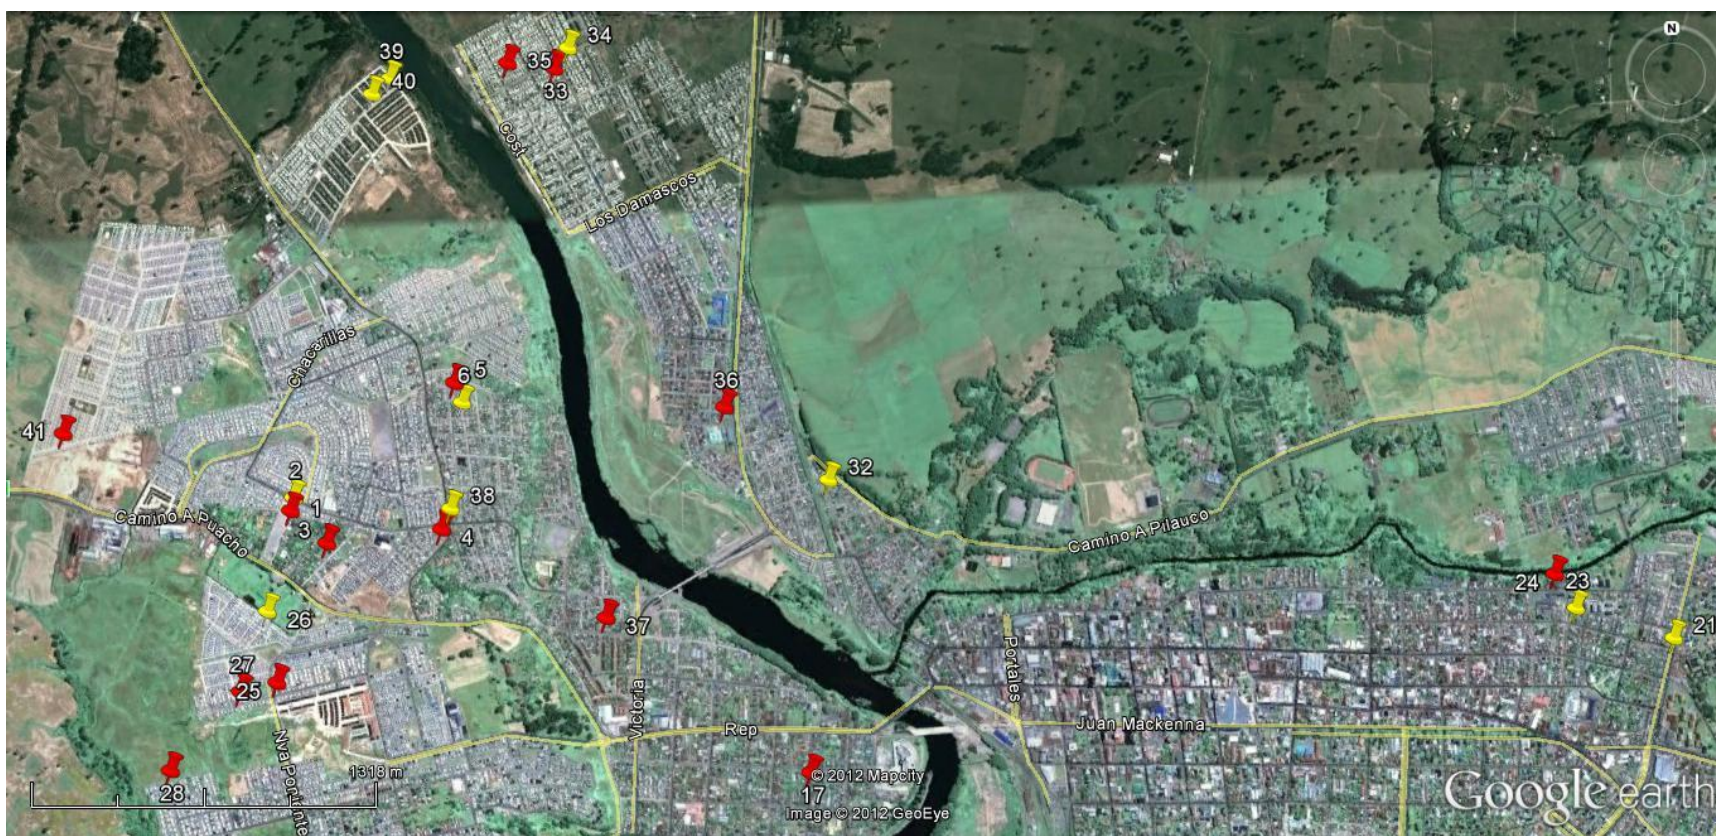 N
39
40
34
35
33
Cost
Los Damascos
Chacarillas
6
5
36
41
2
1
3
38
4
32
Camino A Puacho
Camino A Pilauco
24
23
21
26
37
27
25
Victoria
Portales
Nva Poniente
Rep
Juan Mackenna
1318 m
28
17
© 2012 Mapcity
Image © 2012 GeoEye
Google earth